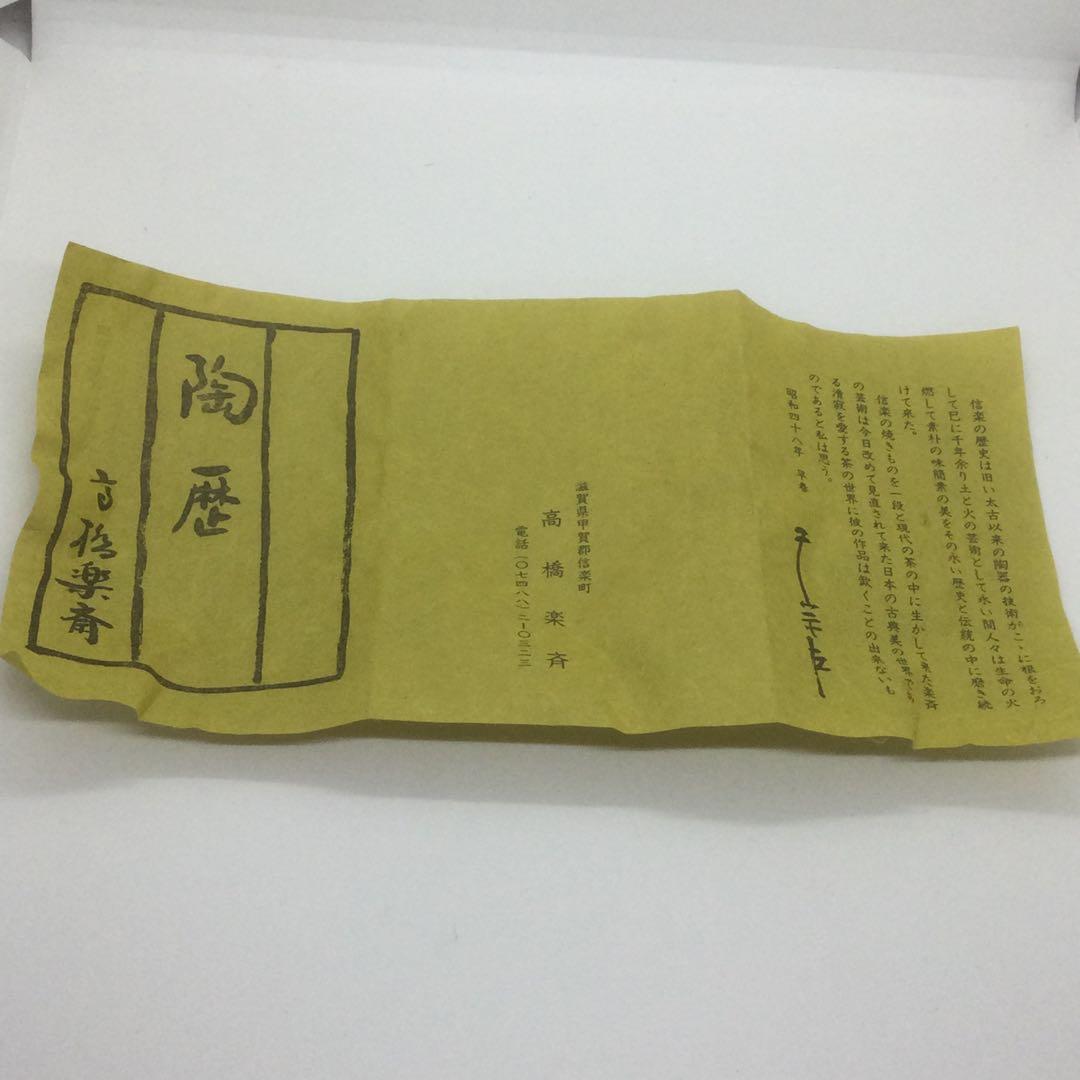 信楽の歴史は旧い太古以来の陶器の技術がこゝに根をおろ
して已に千年余り土と火の芸術として永い間人々は生命の火
燃して素朴の味簡素の美をその永い歴史と伝統の中に磨き続
けて来た。
信楽の焼きものを一段と現代の茶の中に生かして来た楽斉
の芸術は今日改めて見直されて来た日本の古典美の世界であ
る清寂を愛する茶の世界に彼の作品は欠くことの出来ないも
のであると私は思う。
昭和四十八年 早春
滋賀県甲賀郡信楽町
高橋楽斉
電話(〇七四八八)二-〇三二三
陶歴
高橋楽斎